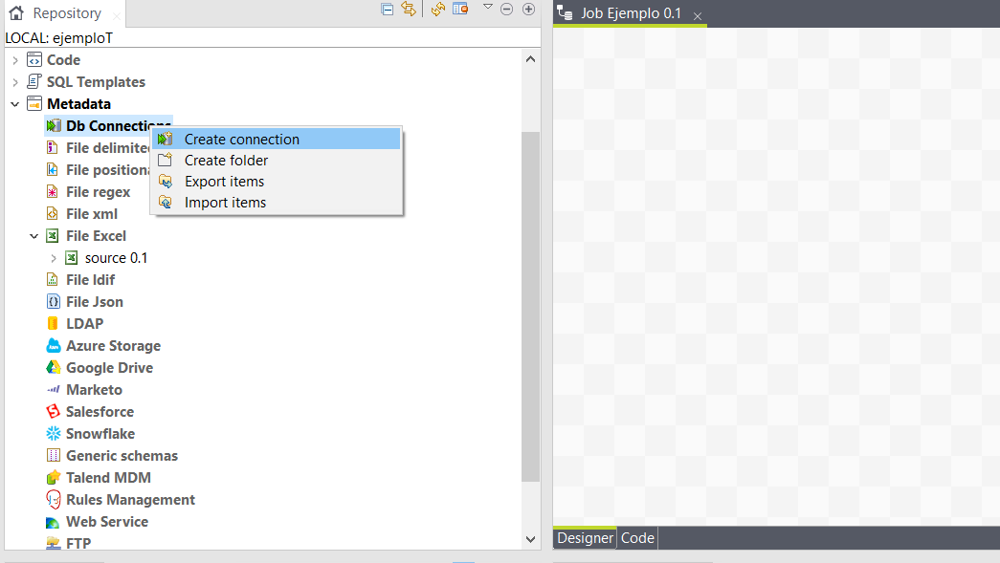 Repository
Job Ejemplo 0.1
LOCAL: ejemploT
Code
SQL Templates
Metadata
Db Connections
Create connection
File delimite
Create folder
File positiona
Export items
File regex
Import items
File xml
File Excel
source 0.1
File ldif
File Json
LDAP
Azure Storage
Google Drive
Marketo
Salesforce
Snowflake
Generic schemas
Talend MDM
Rules Management
Web Service
FTP
Designer
Code